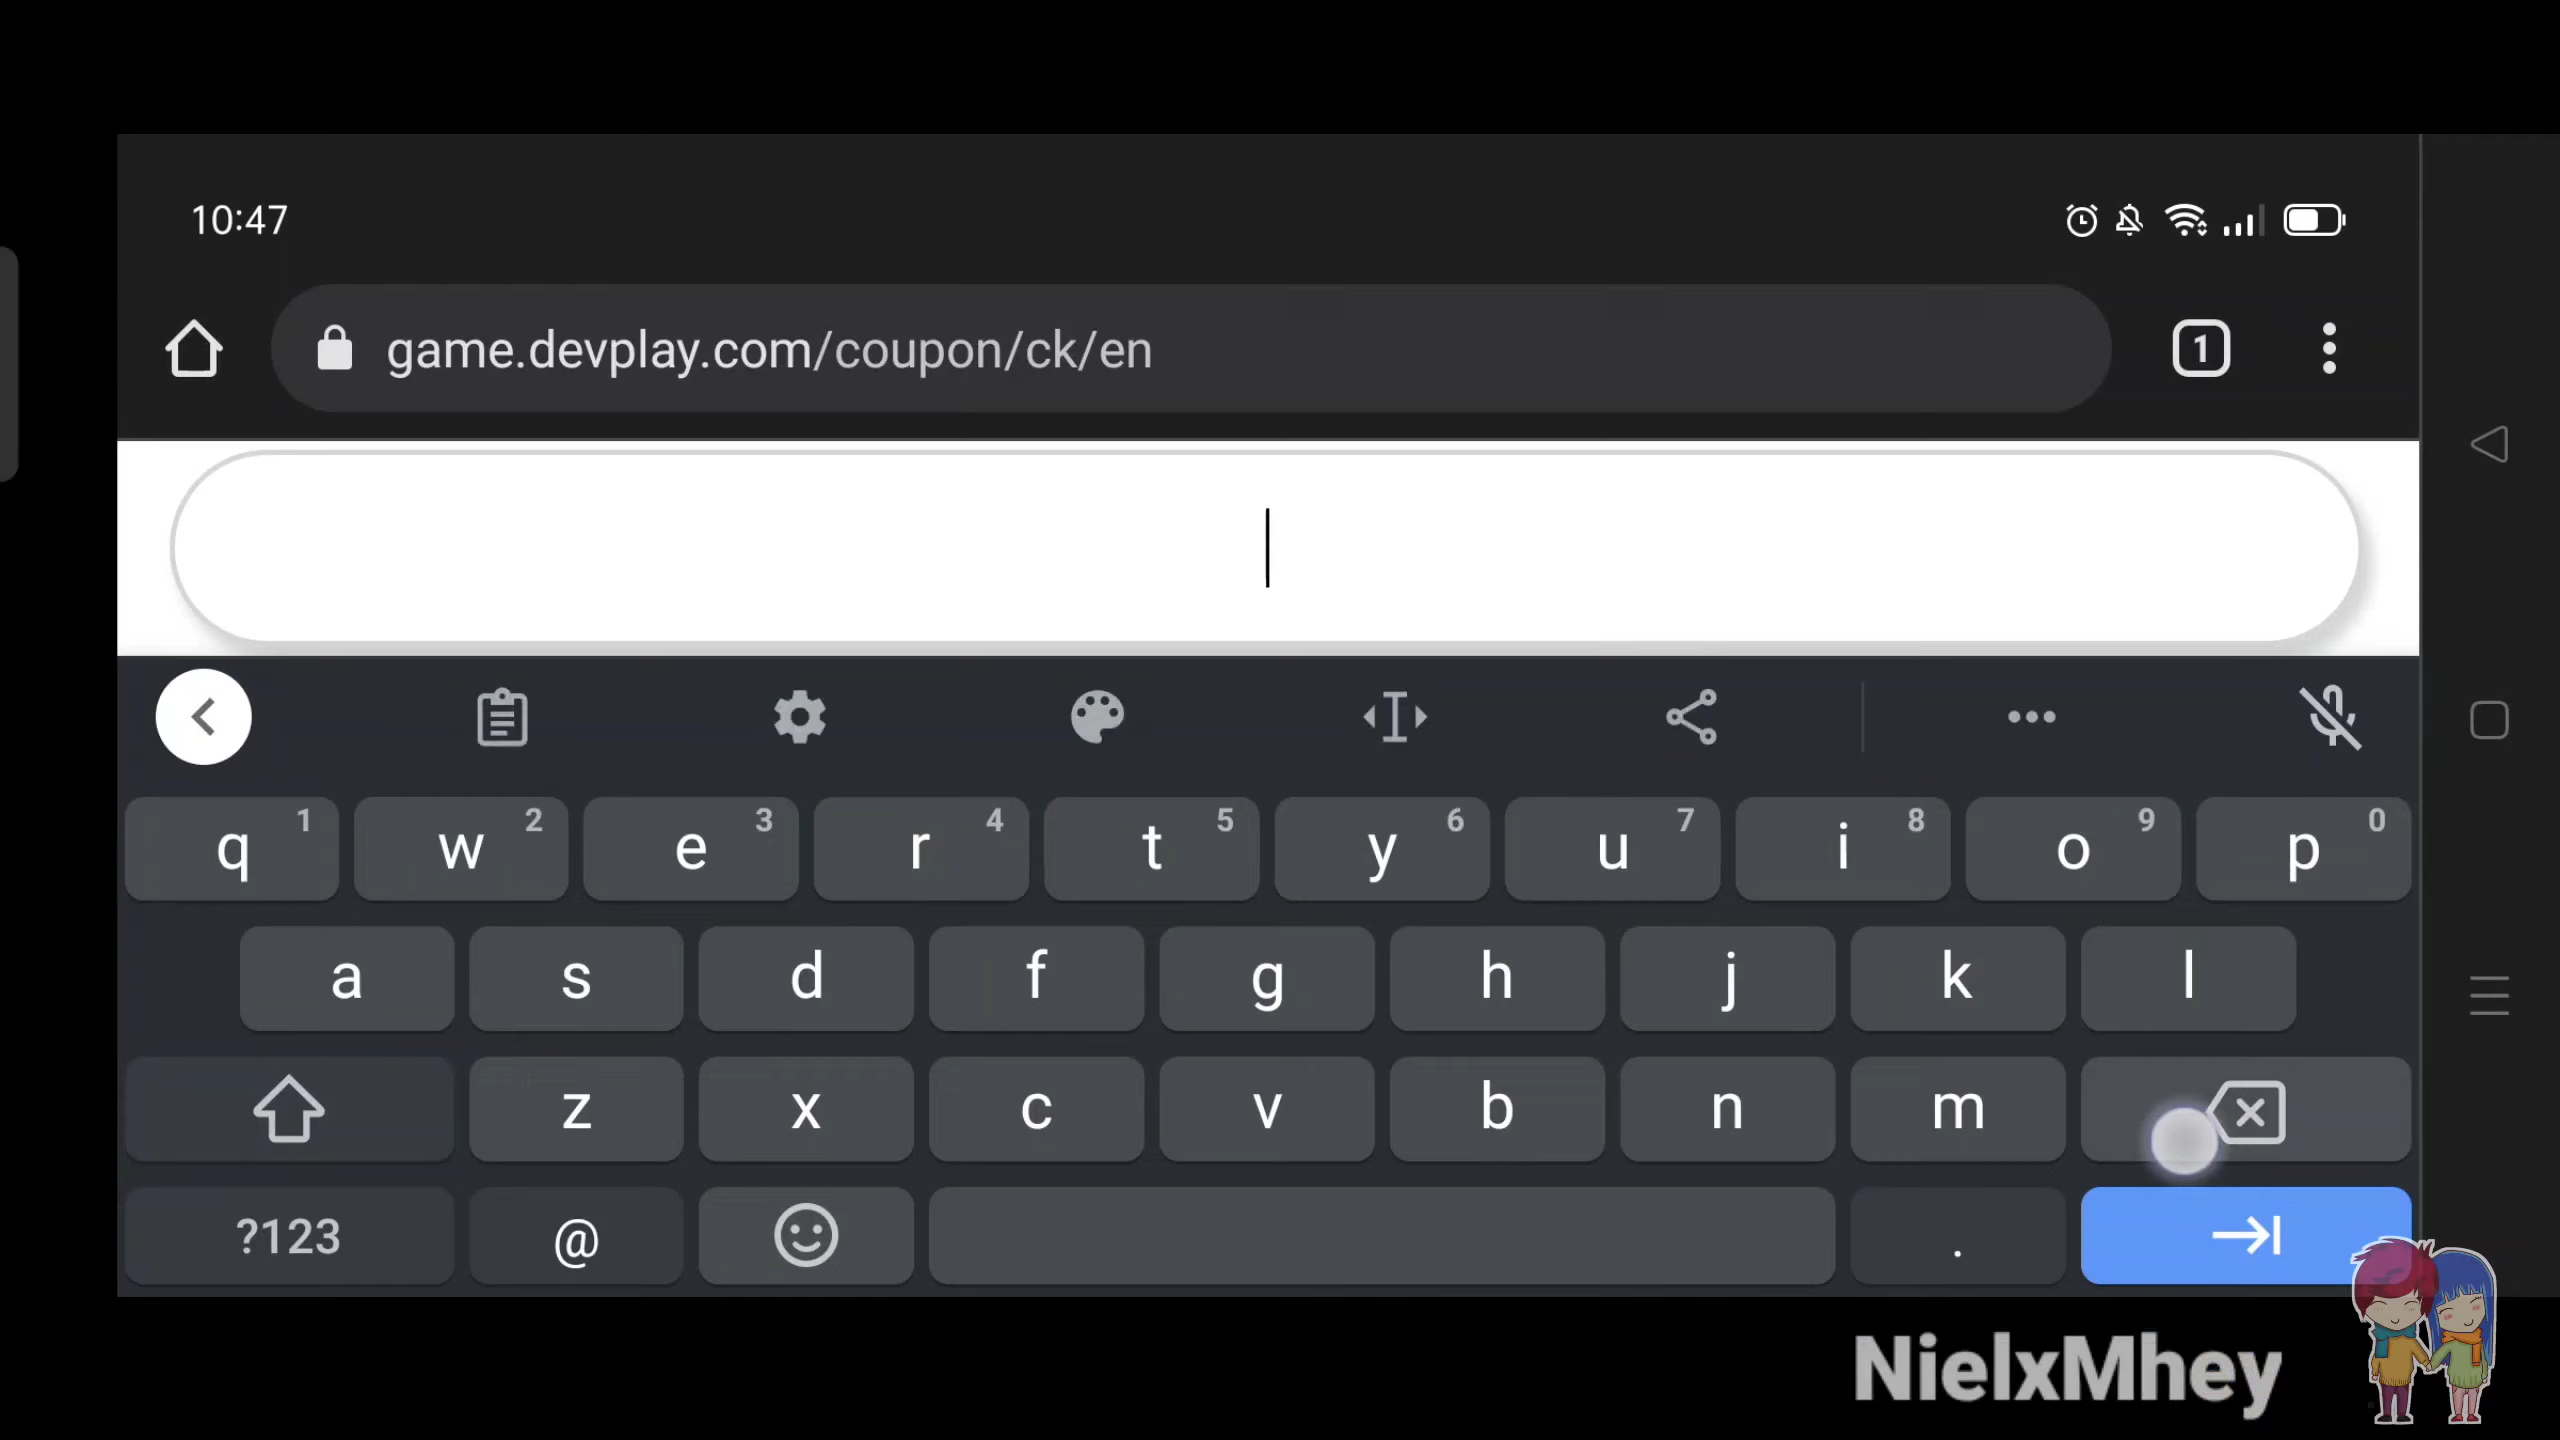 10:47
game.devplay.com/coupon/ck/en
1
q 1 w 2 e 3 r 4 t 5 y 6 u 7 i 8 o 9 p 0
a s d f g h j k l
z x c v b n m
?123 @ .
NielxMhey